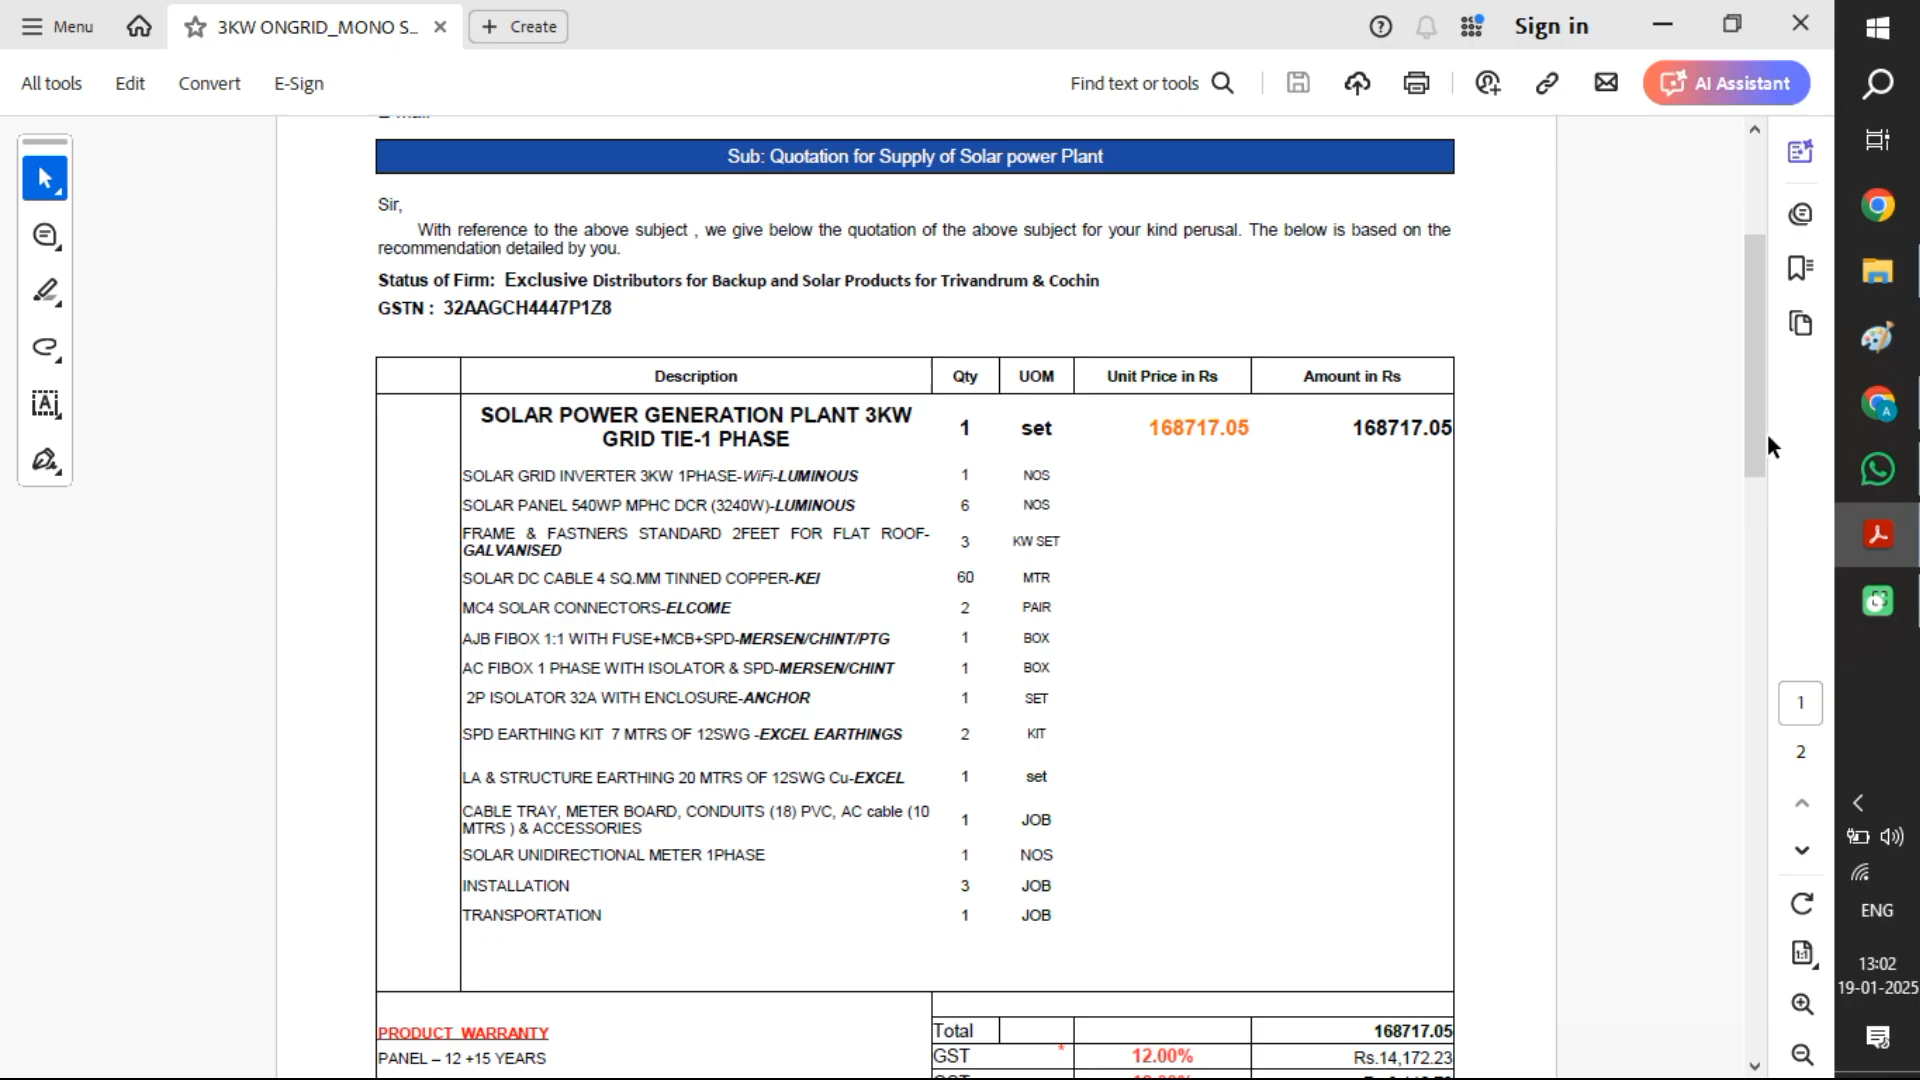 Menu
3KW ONGRID_MONO S...
Create
Sign in
All tools
Edit
Convert
E-Sign
Find text or tools
AI Assistant
Sub: Quotation for Supply of Solar power Plant
Sir,
With reference to the above subject , we give below the quotation of the above subject for your kind perusal. The below is based on the
recommendation detailed by you.
Status of Firm: Exclusive Distributors for Backup and Solar Products for Trivandrum & Cochin
GSTN : 32AAGCH4447P1Z8
Description Qty UOM Unit Price in Rs Amount in Rs
SOLAR POWER GENERATION PLANT 3KW
GRID TIE-1 PHASE 1 set 168717.05 168717.05
SOLAR GRID INVERTER 3KW 1PHASE-WiFi-LUMINOUS 1 NOS
SOLAR PANEL 540WP MPHC DCR (3240W)-LUMINOUS 6 NOS
FRAME & FASTNERS STANDARD 2FEET FOR FLAT ROOF-
GALVANISED 3 KW SET
SOLAR DC CABLE 4 SQ.MM TINNED COPPER-KEI 60 MTR
MC4 SOLAR CONNECTORS-ELCOME 2 PAIR
AJB FIBOX 1:1 WITH FUSE+MCB+SPD-MERSEN/CHINT/PTG 1 BOX
AC FIBOX 1 PHASE WITH ISOLATOR & SPD-MERSEN/CHINT 1 BOX
2P ISOLATOR 32A WITH ENCLOSURE-ANCHOR 1 SET
SPD EARTHING KIT 7 MTRS OF 12SWG -EXCEL EARTHINGS 2 KIT
LA & STRUCTURE EARTHING 20 MTRS OF 12SWG Cu-EXCEL 1 set
CABLE TRAY, METER BOARD, CONDUITS (18) PVC, AC cable (10
MTRS ) & ACCESSORIES 1 JOB
SOLAR UNIDIRECTIONAL METER 1PHASE 1 NOS
INSTALLATION 3 JOB
TRANSPORTATION 1 JOB
PRODUCT WARRANTY
PANEL – 12 +15 YEARS
Total 168717.05
GST * 12.00% Rs.14,172.23
1
2
ENG
13:02
19-01-2025